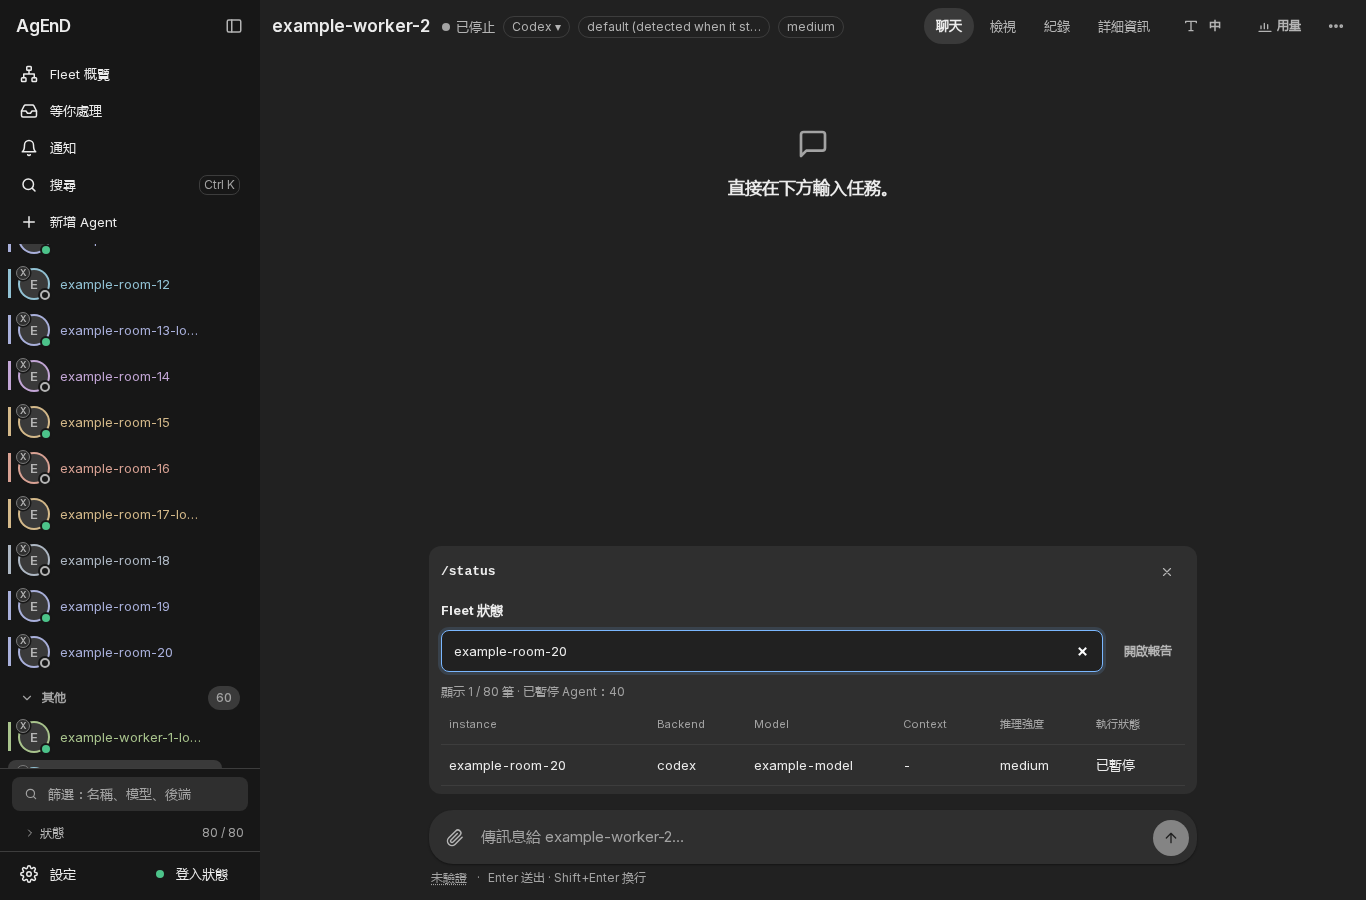 AgEnD
Fleet 概覽
等你處理
通知
搜尋 Ctrl K
新增 Agent
X E example-room-12
X E example-room-13-lo…
X E example-room-14
X E example-room-15
X E example-room-16
X E example-room-17-lo…
X E example-room-18
X E example-room-19
X E example-room-20
其他 60
X E example-worker-1-lo…
篩選：名稱、模型、後端
狀態 80 / 80
設定 登入狀態
example-worker-2 已停止 Codex ▾ default (detected when it st… medium 聊天 檢視 紀錄 詳細資訊 T 中 用量
直接在下方輸入任務。
/status
Fleet 狀態
example-room-20 開啟報告
顯示 1 / 80 筆 · 已暫停 Agent：40
instance Backend Model Context 推理強度 執行狀態
example-room-20 codex example-model - medium 已暫停
傳訊息給 example-worker-2...
未驗證 · Enter 送出 · Shift+Enter 換行